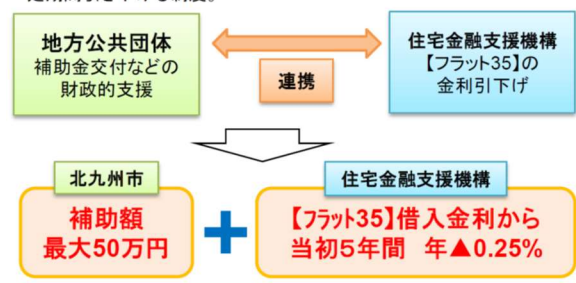 地方公共団体
補助金交付などの
財政的支援
連携
住宅金融支援機構
【フラット35】の
金利引下げ
北九州市
補助額
最大50万円
住宅金融支援機構
【フラット35】借入金利から
当初5年間 年▲0.25%